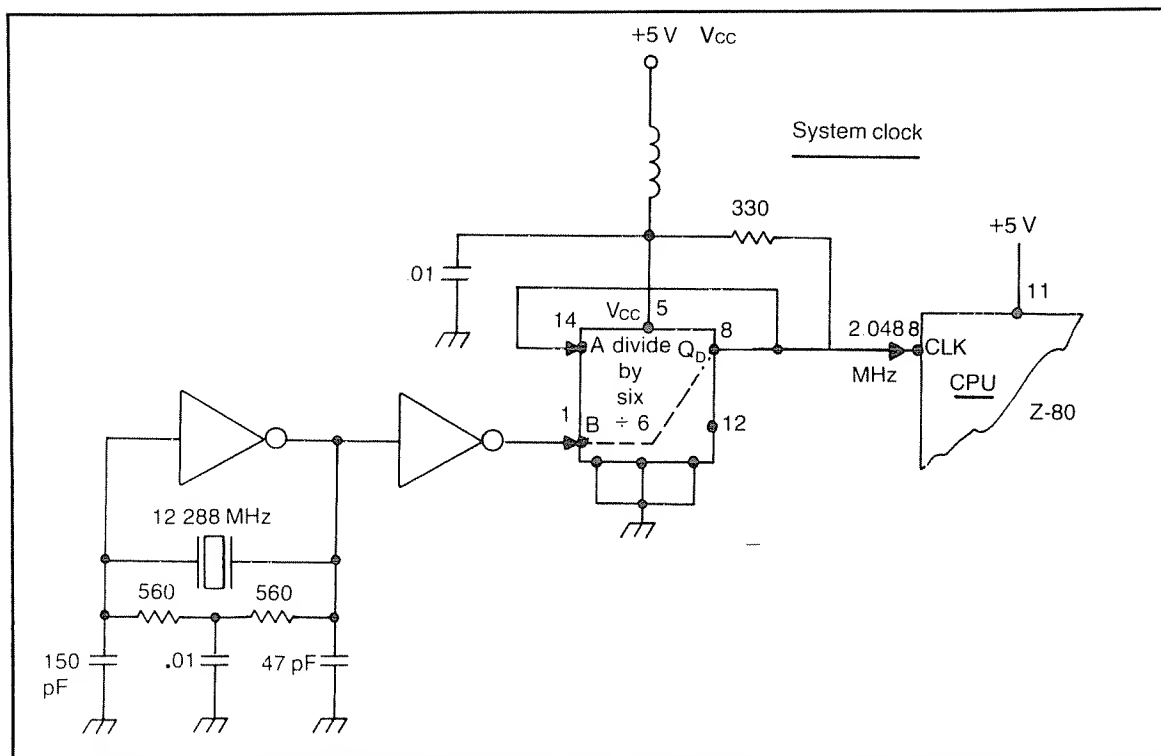 +5 V VCC
System clock
330
+5 V
.01
11
VCC 5
14
8
2.048 8
A divide QD
CLK
by
MHz
CPU
six
Z-80
1
B ÷ 6
12
12 288 MHz
560 560
150 pF
.01
47 pF